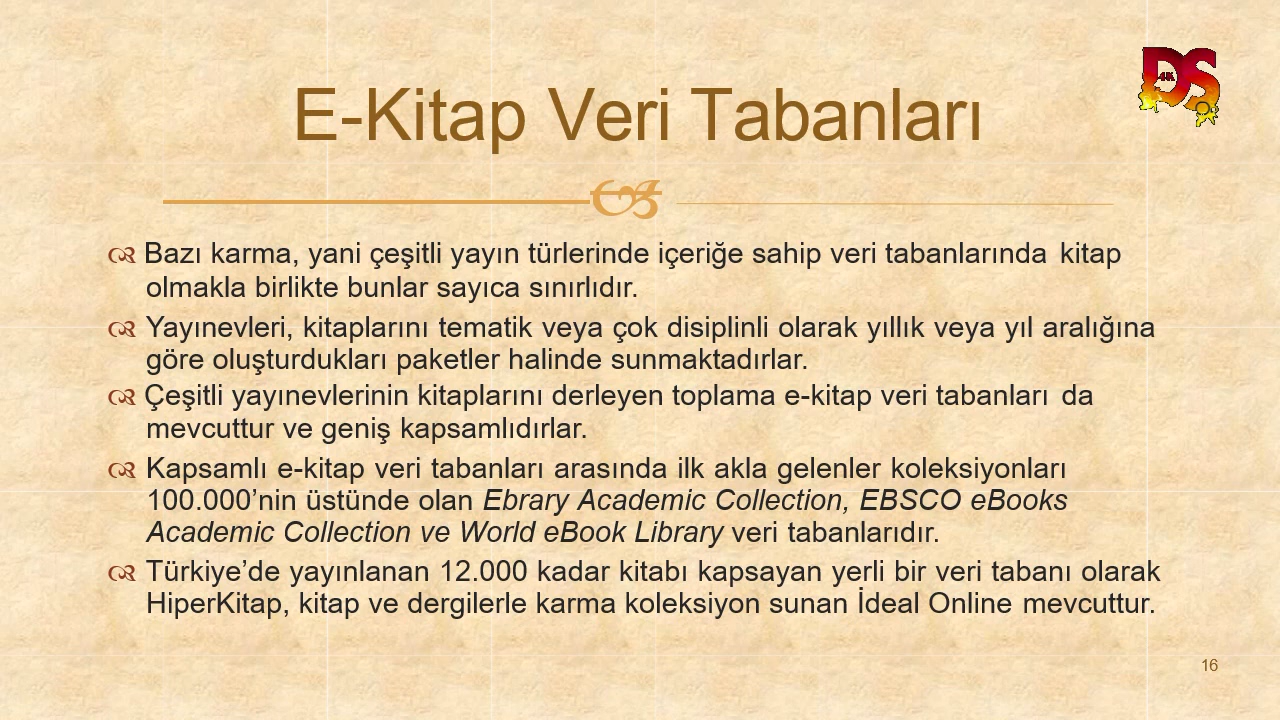 DS
4K
E-Kitap Veri Tabanları
Bazı karma, yani çeşitli yayın türlerinde içeriğe sahip veri tabanlarında kitap
olmakla birlikte bunlar sayıca sınırlıdır.
Yayınevleri, kitaplarını tematik veya çok disiplinli olarak yıllık veya yıl aralığına
göre oluşturdukları paketler halinde sunmaktadırlar.
Çeşitli yayınevlerinin kitaplarını derleyen toplama e-kitap veri tabanları da
mevcuttur ve geniş kapsamlıdırlar.
Kapsamlı e-kitap veri tabanları arasında ilk akla gelenler koleksiyonları
100.000’nin üstünde olan Ebrary Academic Collection, EBSCO eBooks
Academic Collection ve World eBook Library veri tabanlarıdır.
Türkiye’de yayınlanan 12.000 kadar kitabı kapsayan yerli bir veri tabanı olarak
HiperKitap, kitap ve dergilerle karma koleksiyon sunan İdeal Online mevcuttur.
16